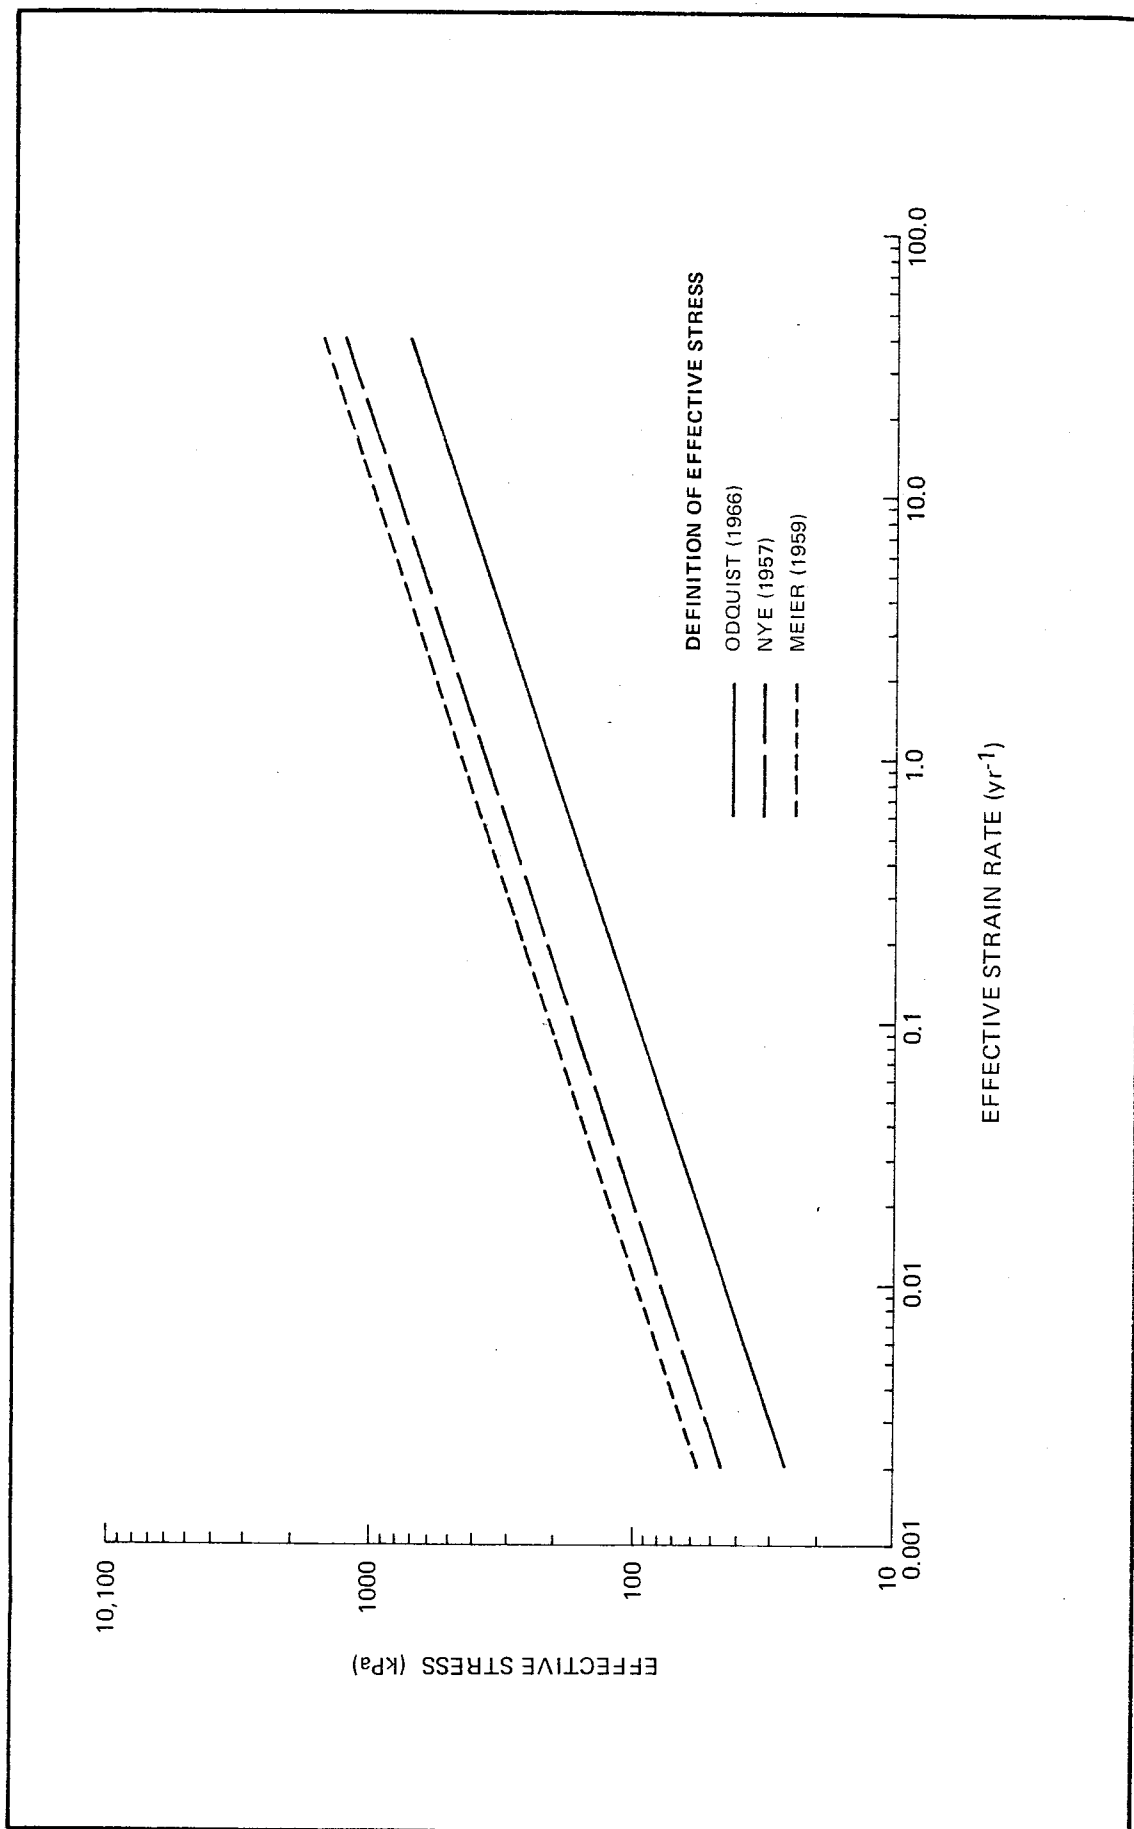 10,100
1000
100
10
EFFECTIVE STRESS (kPa)
0.001
0.01
0.1
1.0
10.0
100.0
EFFECTIVE STRAIN RATE (yr-1)
DEFINITION OF EFFECTIVE STRESS
ODQUIST (1966)
NYE (1957)
MEIER (1959)